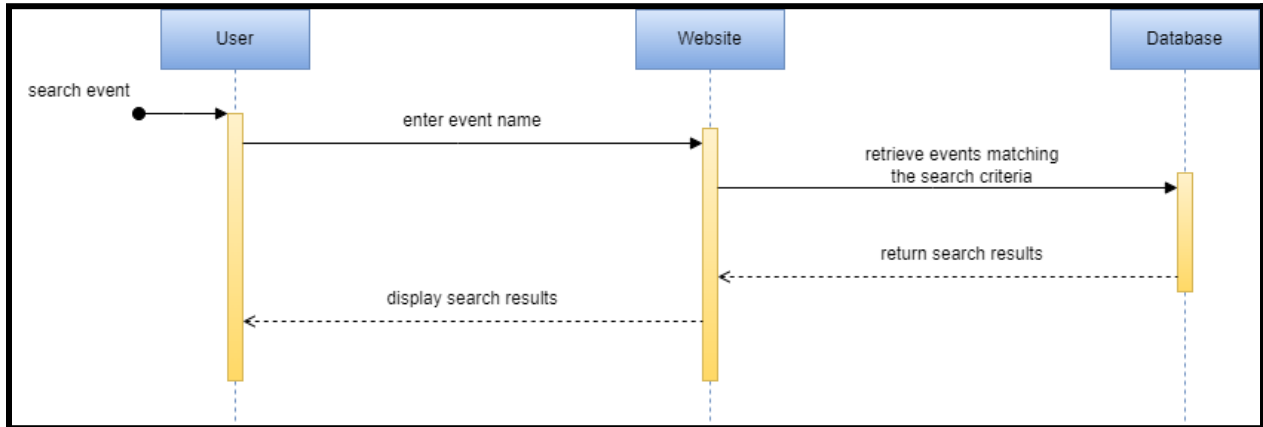 User
Website
Database
search event
enter event name
retrieve events matching
the search criteria
return search results
display search results